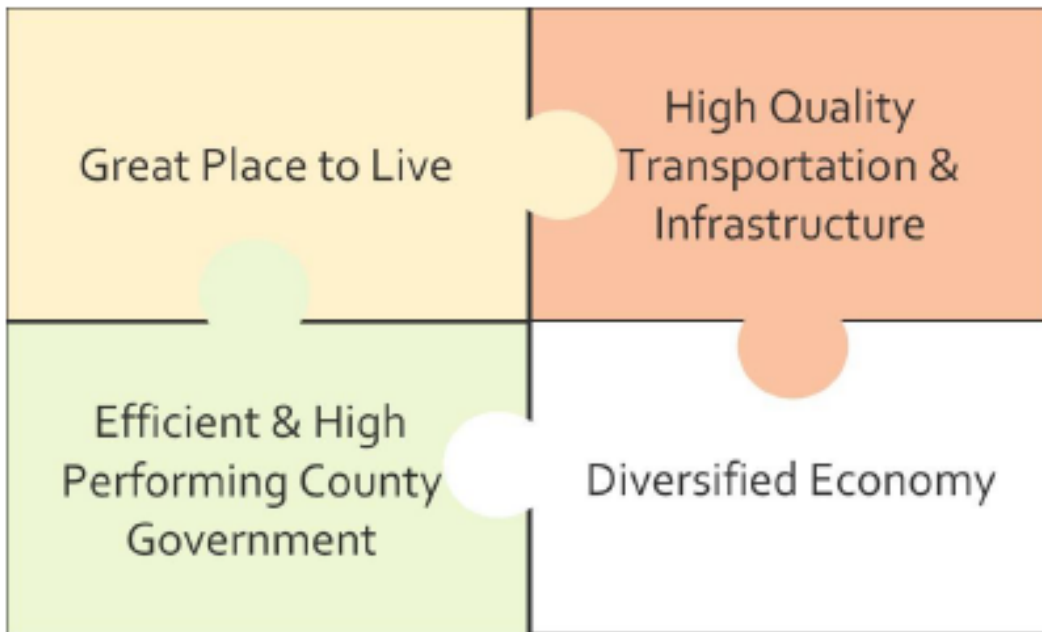 Great Place to Live
High Quality
Transportation &
Infrastructure
Efficient & High
Performing County
Government
Diversified Economy